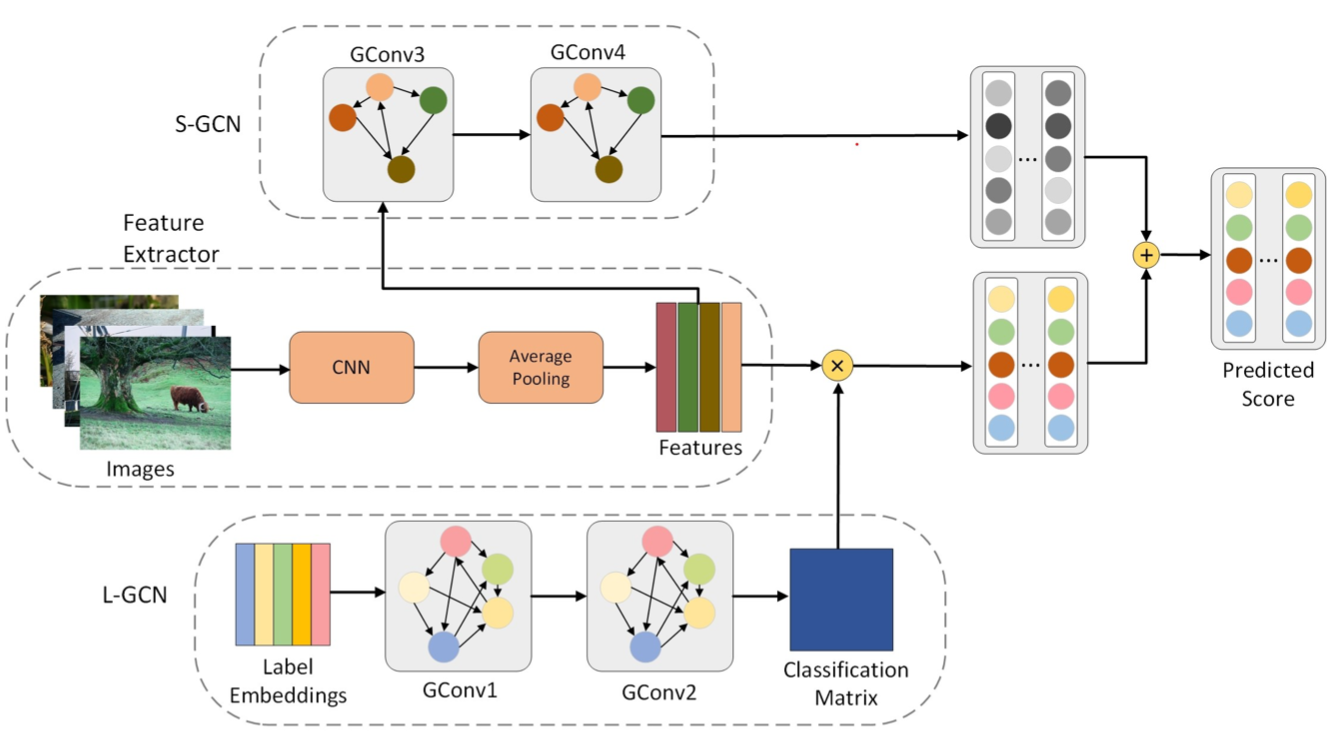 GConv3
GConv4
S-GCN
Feature
Extractor
CNN
Average
Pooling
Images
Features
×
+
...
...
...
Predicted
Score
L-GCN
Label
Embeddings
GConv1
GConv2
Classification
Matrix